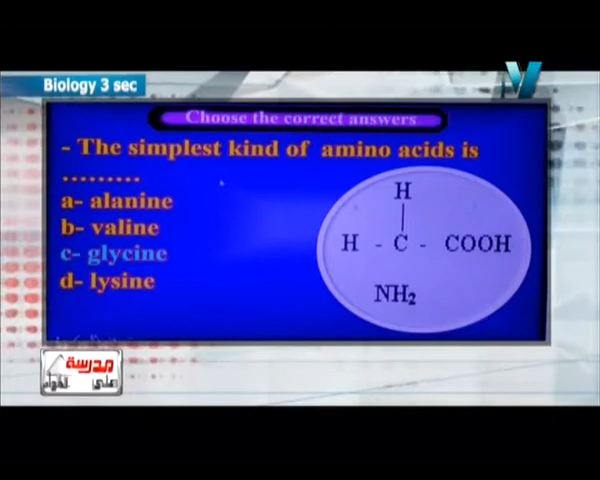 Biology 3 sec
Choose the correct answers
- The simplest kind of amino acids is
.........
a- alanine
b- valine
c- glycine
d- lysine
H
H - C - COOH
NH₂
مدرسة
على الهواء